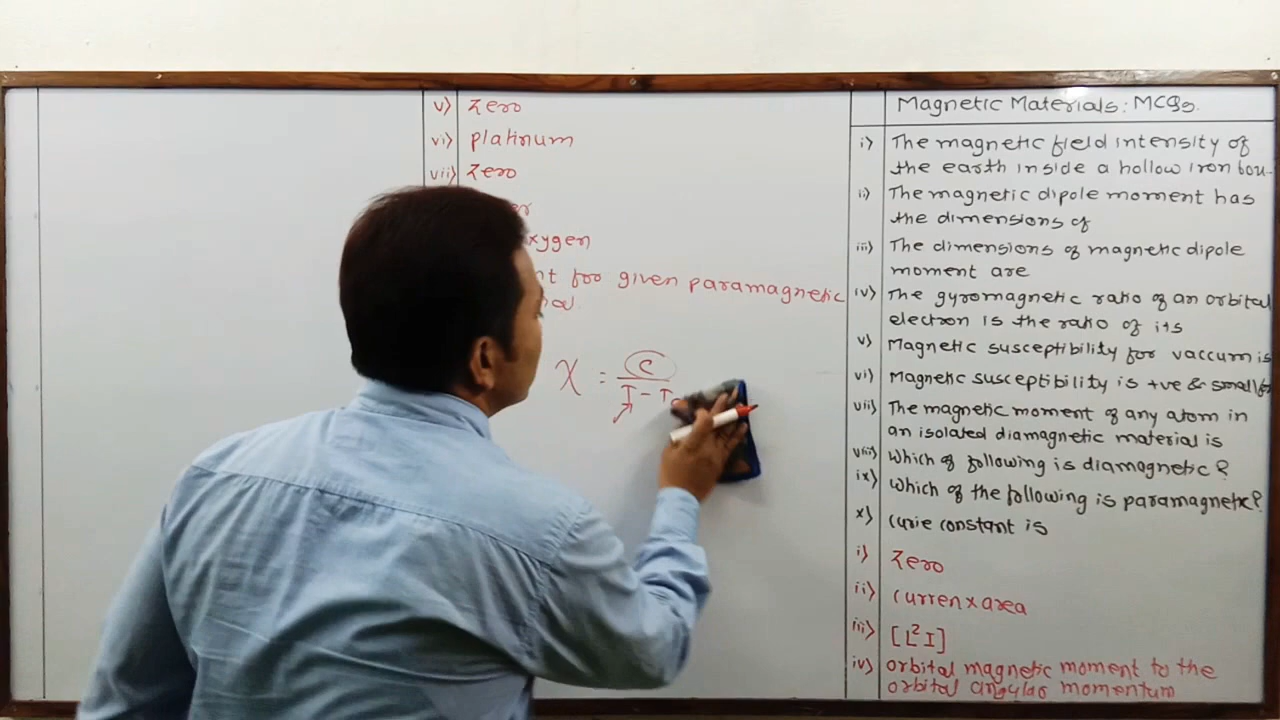 v) Zero
vi) platinum
vii) Zero
xygen
for given paramagnetic
χ = C / T - Tc
Magnetic Materials: MCQs.
i) The magnetic field intensity of
the earth inside a hollow iron box
ii) The magnetic dipole moment has
the dimensions of
iii) The dimensions of magnetic dipole
moment are
iv) The gyromagnetic ratio of an orbital
electron is the ratio of its
v) Magnetic susceptibility for vaccum is
vi) Magnetic susceptibility is +ve & small for
vii) The magnetic moment of any atom in
an isolated diamagnetic material is
viii) Which of following is diamagnetic?
ix) Which of the following is paramagnetic?
x) Curie constant is
i) Zero
ii) Curren x area
iii) [L²I]
iv) orbital magnetic moment to the
orbital angular momentum